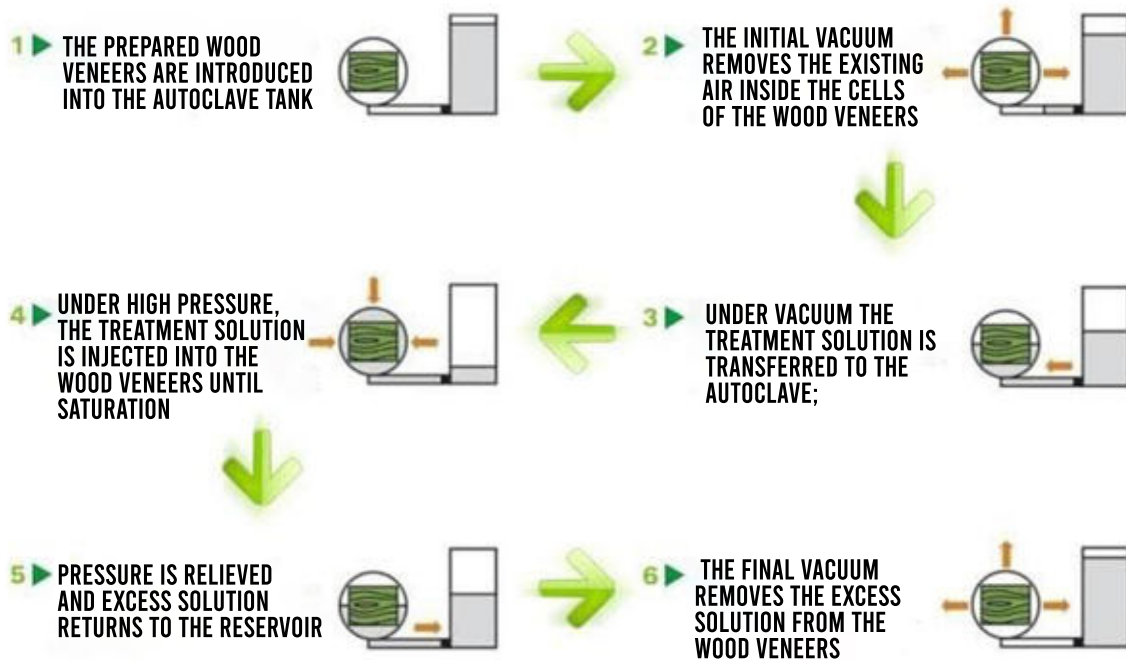 1 THE PREPARED WOOD
VENEERS ARE INTRODUCED
INTO THE AUTOCLAVE TANK
2 THE INITIAL VACUUM
REMOVES THE EXISTING
AIR INSIDE THE CELLS
OF THE WOOD VENEERS
3 UNDER VACUUM THE
TREATMENT SOLUTION IS
TRANSFERRED TO THE
AUTOCLAVE;
4 UNDER HIGH PRESSURE,
THE TREATMENT SOLUTION
IS INJECTED INTO THE
WOOD VENEERS UNTIL
SATURATION
5 PRESSURE IS RELIEVED
AND EXCESS SOLUTION
RETURNS TO THE RESERVOIR
6 THE FINAL VACUUM
REMOVES THE EXCESS
SOLUTION FROM THE
WOOD VENEERS